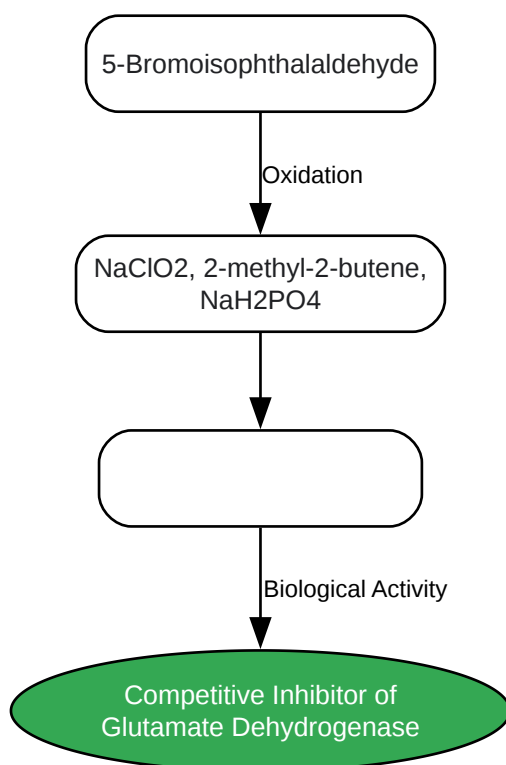 5-Bromoisophthalaldehyde
Oxidation
NaClO2, 2-methyl-2-butene,
NaH2PO4
Biological Activity
Competitive Inhibitor of
Glutamate Dehydrogenase